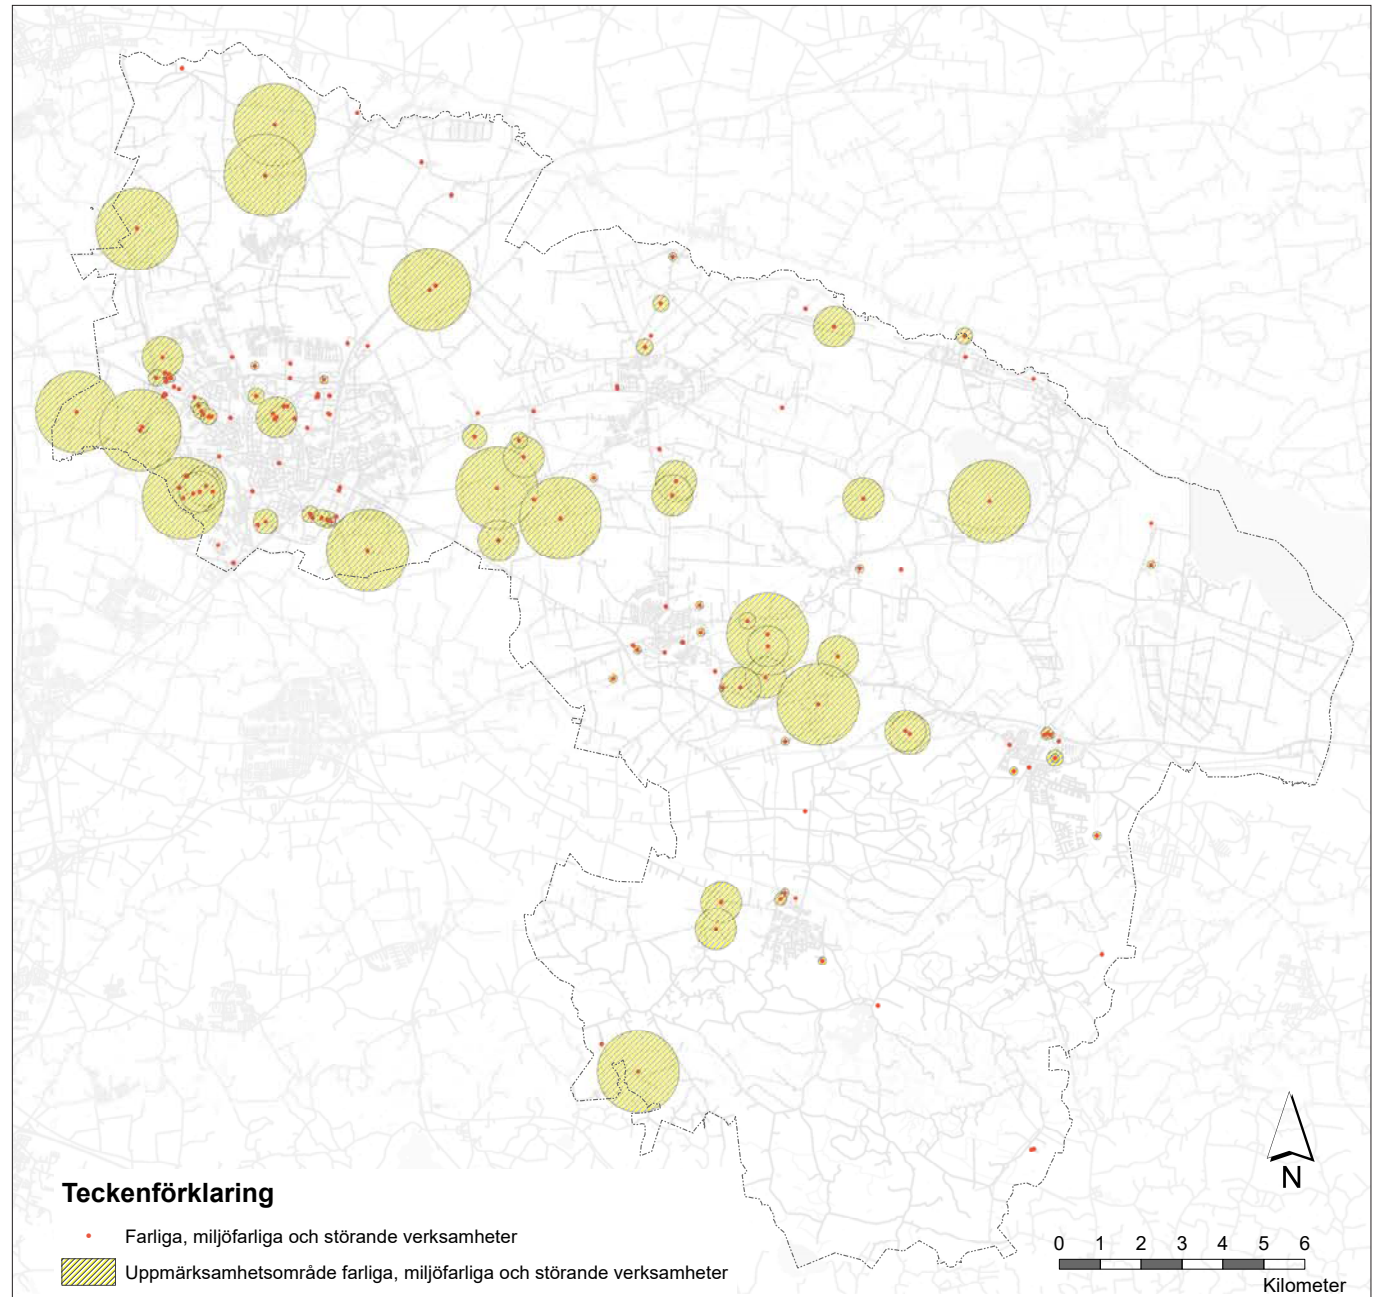 Teckenförklaring
Farliga, miljöfarliga och störande verksamheter
Uppmärksamhetsområde farliga, miljöfarliga och störande verksamheter
N
0 1 2 3 4 5 6
Kilometer